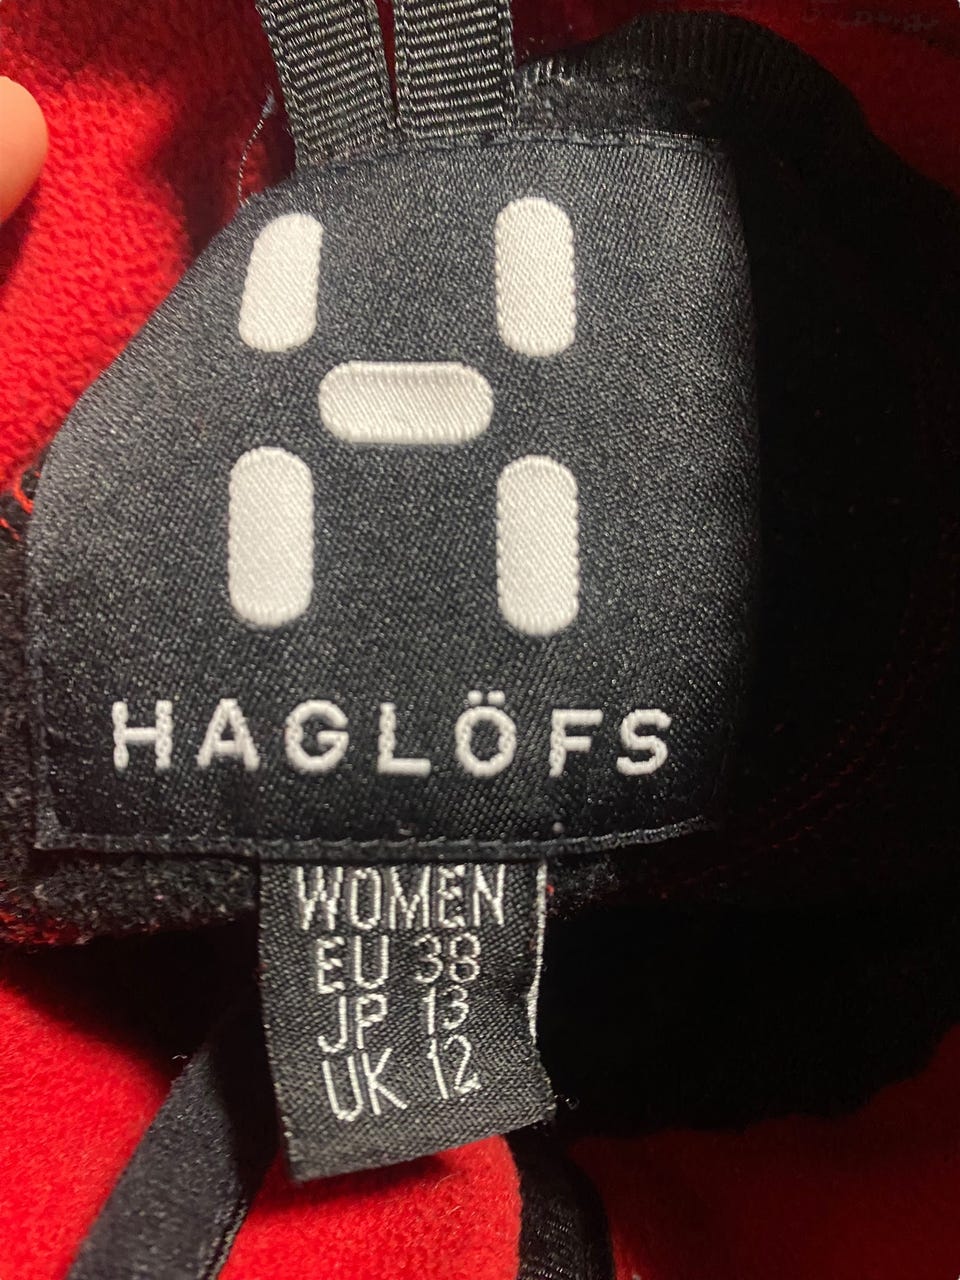 HAGLÖFS
WOMEN
EU 38
JP 13
UK 12